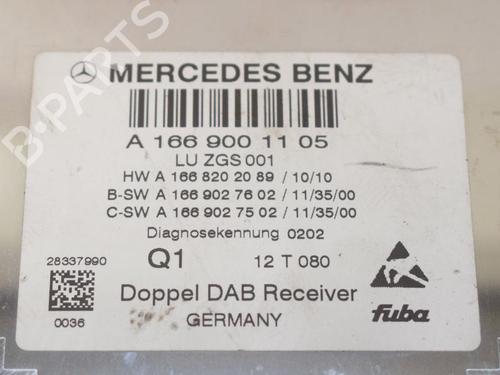 B-PARTS
MERCEDES BENZ
A 166 900 11 05
LU ZGS 001
HW A 166 820 20 89 / 10/10
B-SW A 166 902 76 02 / 11/35/00
C-SW A 166 902 75 02 / 11/35/00
Diagnosekennung 0202
28337990
Q1 12 T 080
Doppel DAB Receiver
0036
GERMANY
fuba